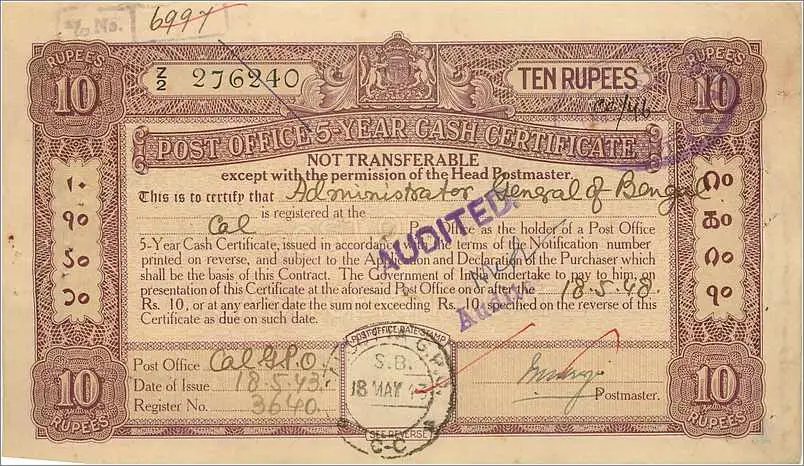 S/O No. 6997
RUPEES 10
Z/2 276240
TEN RUPEES
RUPEES 10
POST OFFICE 5-YEAR CASH CERTIFICATE
NOT TRANSFERABLE
except with the permission of the Head Postmaster.
This is to certify that Administrator General of Bengal
is registered at the Cal Post Office as the holder of a Post Office
5-Year Cash Certificate, issued in accordance with the terms of the Notification number
printed on reverse, and subject to the Application and Declaration of the Purchaser which
shall be the basis of this Contract. The Government of India undertake to pay to him, on
presentation of this Certificate at the aforesaid Post Office on or after the 18.5.48.
Rs. 10, or at any earlier date the sum not exceeding Rs. 10, specified on the reverse of this
Certificate as due on such date.
AUDITED.
Post Office Cal G.P.O.
Date of Issue 18.5.43.
Register No. 3640.
POST OFFICE DATE STAMP
S.B.
18 MAY 43
C-C
(SEE REVERSE)
Postmaster.
10 RUPEES
10 RUPEES